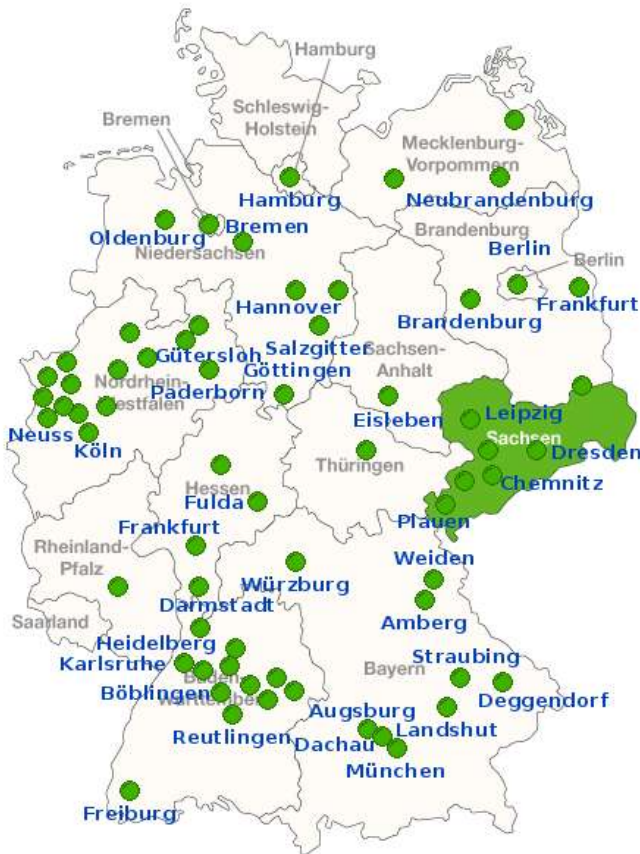 Hamburg
Schleswig-
Holstein
Bremen
Mecklenburg-
Vorpommern
Hamburg
Neubrandenburg
Oldenburg
Bremen
Niedersachsen
Brandenburg
Berlin
Berlin
Hannover
Brandenburg
Frankfurt
Gütersloh
Salzgitter
Sachsen-
Anhalt
Göttingen
Paderborn
Nordrhein-
Westfalen
Eisleben
Leipzig
Neuss
Köln
Sachsen
Dresden
Thüringen
Chemnitz
Hessen
Fulda
Plauen
Frankfurt
Rheinland-
Pfalz
Weiden
Würzburg
Darmstadt
Amberg
Saarland
Heidelberg
Karlsruhe
Straubing
Bayern
Baden-
Württemberg
Böblingen
Deggendorf
Augsburg
Landshut
Reutlingen
Dachau
München
Freiburg